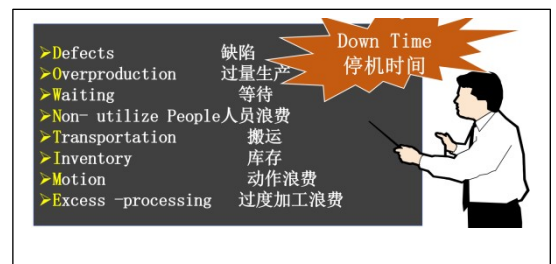 Down Time
停机时间
➢Defects 缺陷
➢Overproduction 过量生产
➢Waiting 等待
➢Non- utilize People人员浪费
➢Transportation 搬运
➢Inventory 库存
➢Motion 动作浪费
➢Excess -processing 过度加工浪费